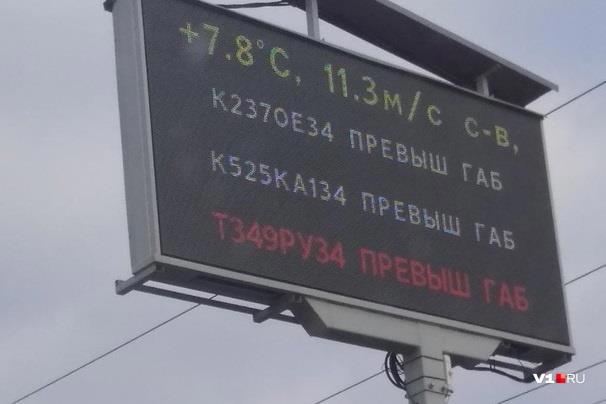 +7.8°C, 11.3м/с с-в,
К237ОЕ34 ПРЕВЫШ ГАБ
К525КА134 ПРЕВЫШ ГАБ
Т349РУ34 ПРЕВЫШ ГАБ
V1.RU